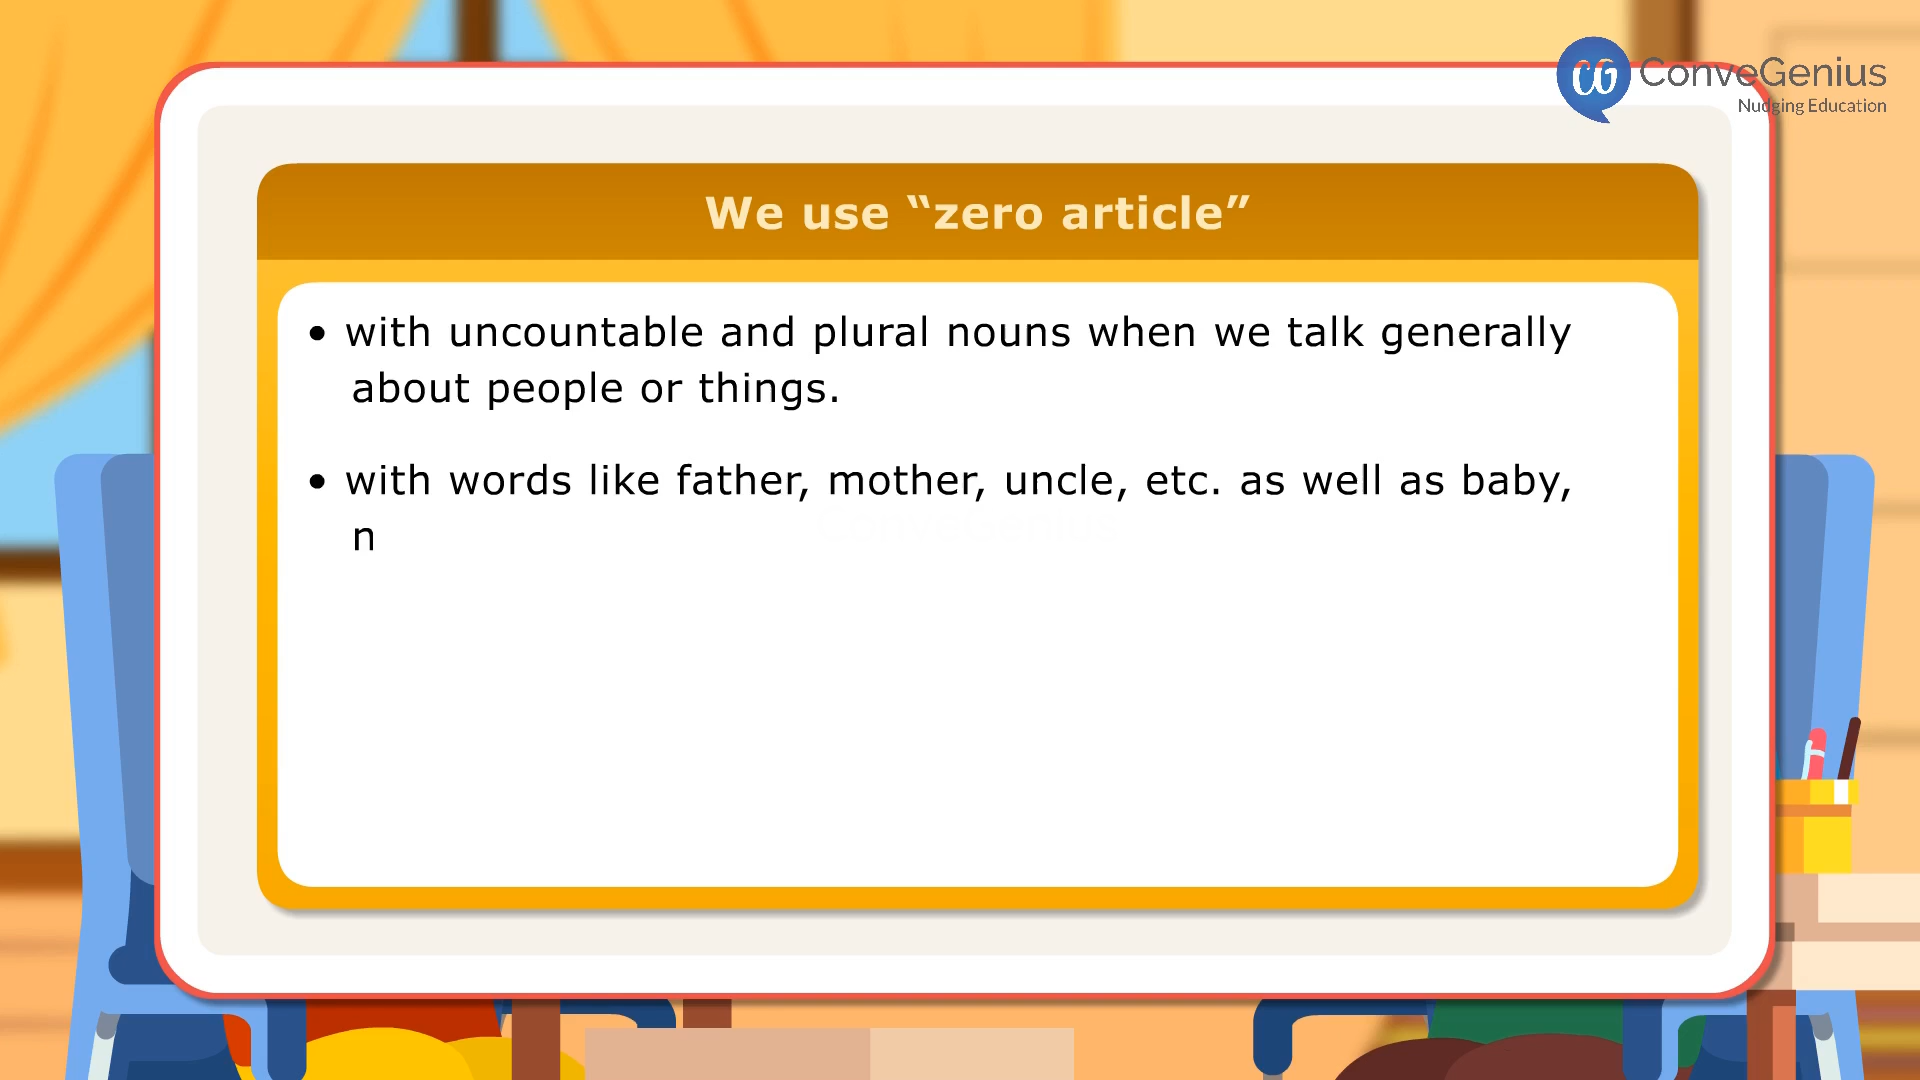 ConveGenius
Nudging Education
We use “zero article”
• with uncountable and plural nouns when we talk generally
about people or things.
• with words like father, mother, uncle, etc. as well as baby,
n